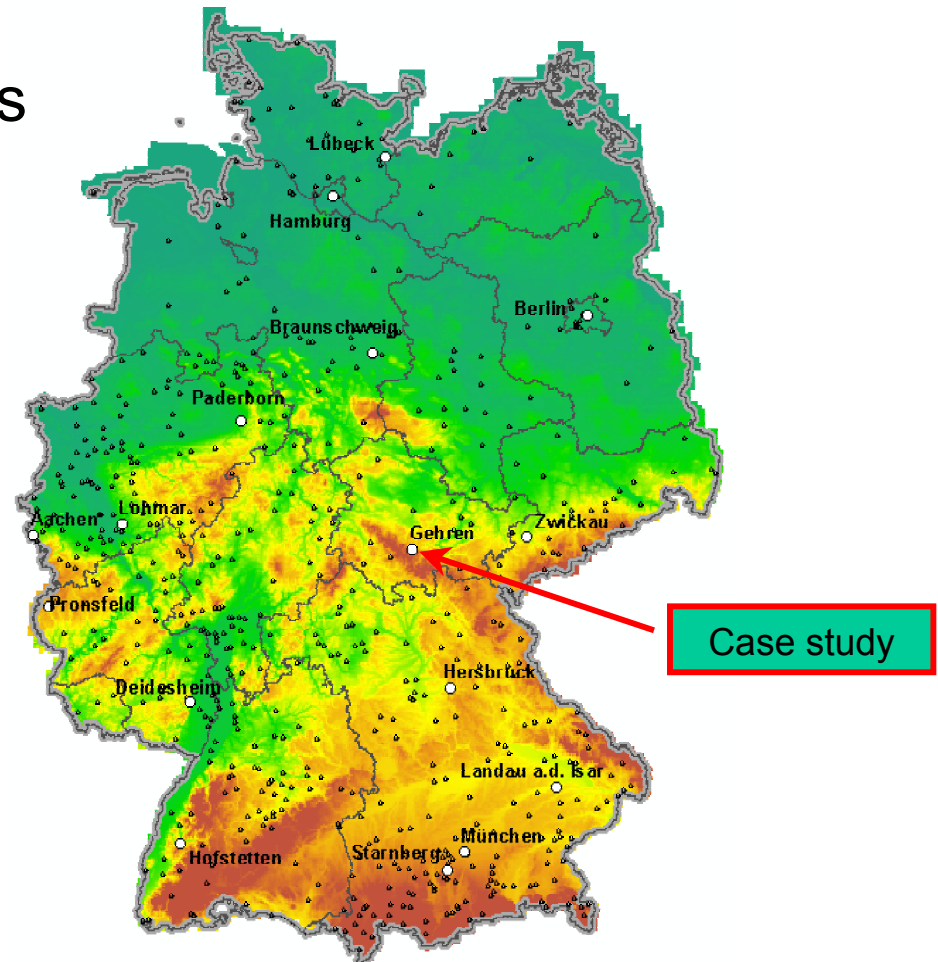 s
Lübeck
Hamburg
Berlin
Braunschweig
Paderborn
Lohmar
Aachen
Gehren
Zwickau
Pronsfeld
Case study
Hersbruck
Deidesheim
Landau a.d. Isar
München
Starnberg
Hofstetten